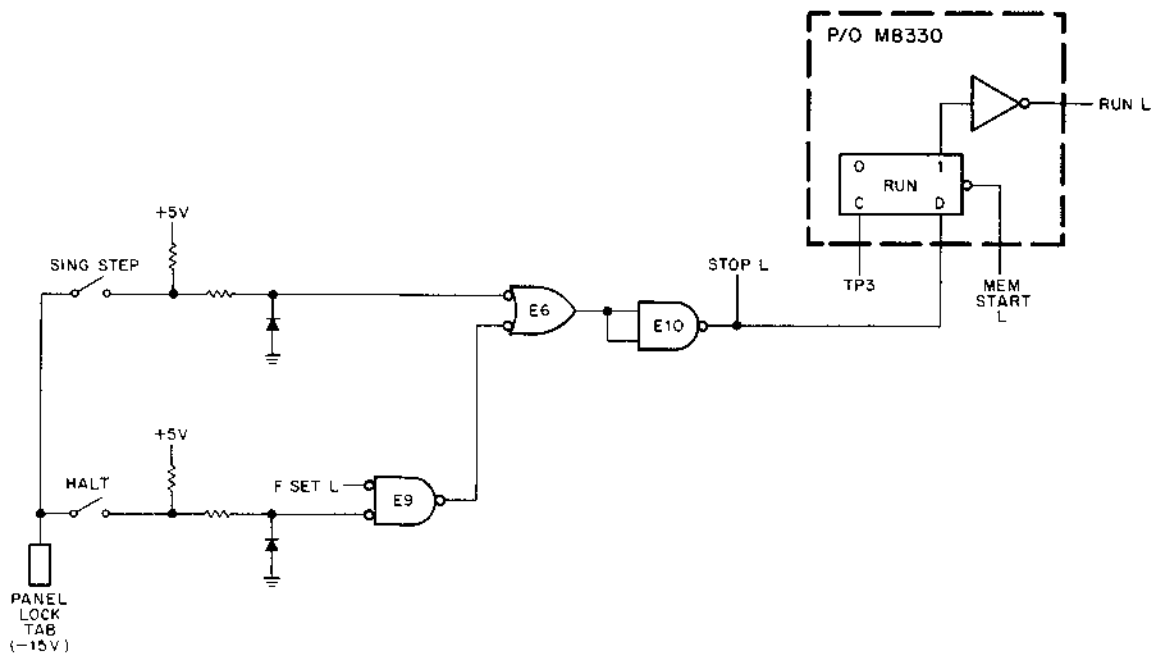 P/O M8330
RUN L
O 1
RUN
C D
+5V
SING STEP
STOP L
TP3
MEM
START
L
E6
E10
+5V
HALT
F SET L
E9
PANEL
LOCK
TAB
(-15V)